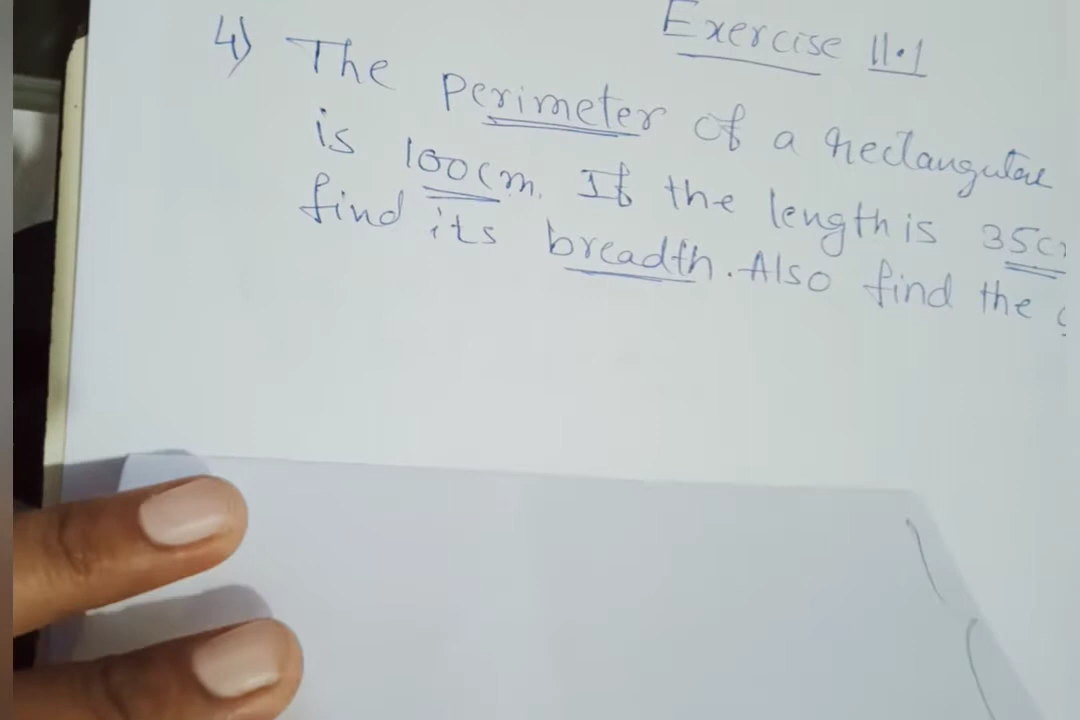 Exercise 11.1
4) The perimeter of a rectangular
is 100cm. If the length is 35c
find its breadth. Also find the